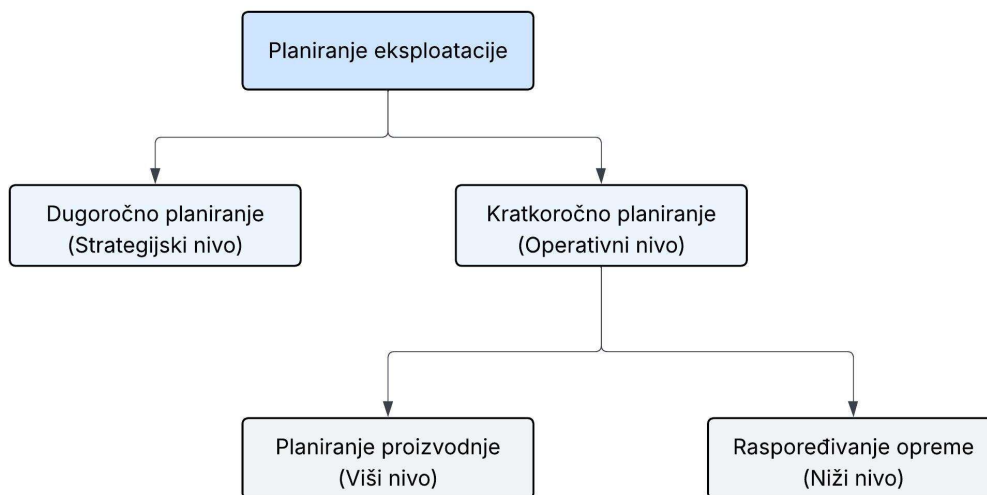 Planiranje eksploatacije
Dugoročno planiranje
(Strategijski nivo)
Kratkoročno planiranje
(Operativni nivo)
Planiranje proizvodnje
(Viši nivo)
Raspoređivanje opreme
(Niži nivo)